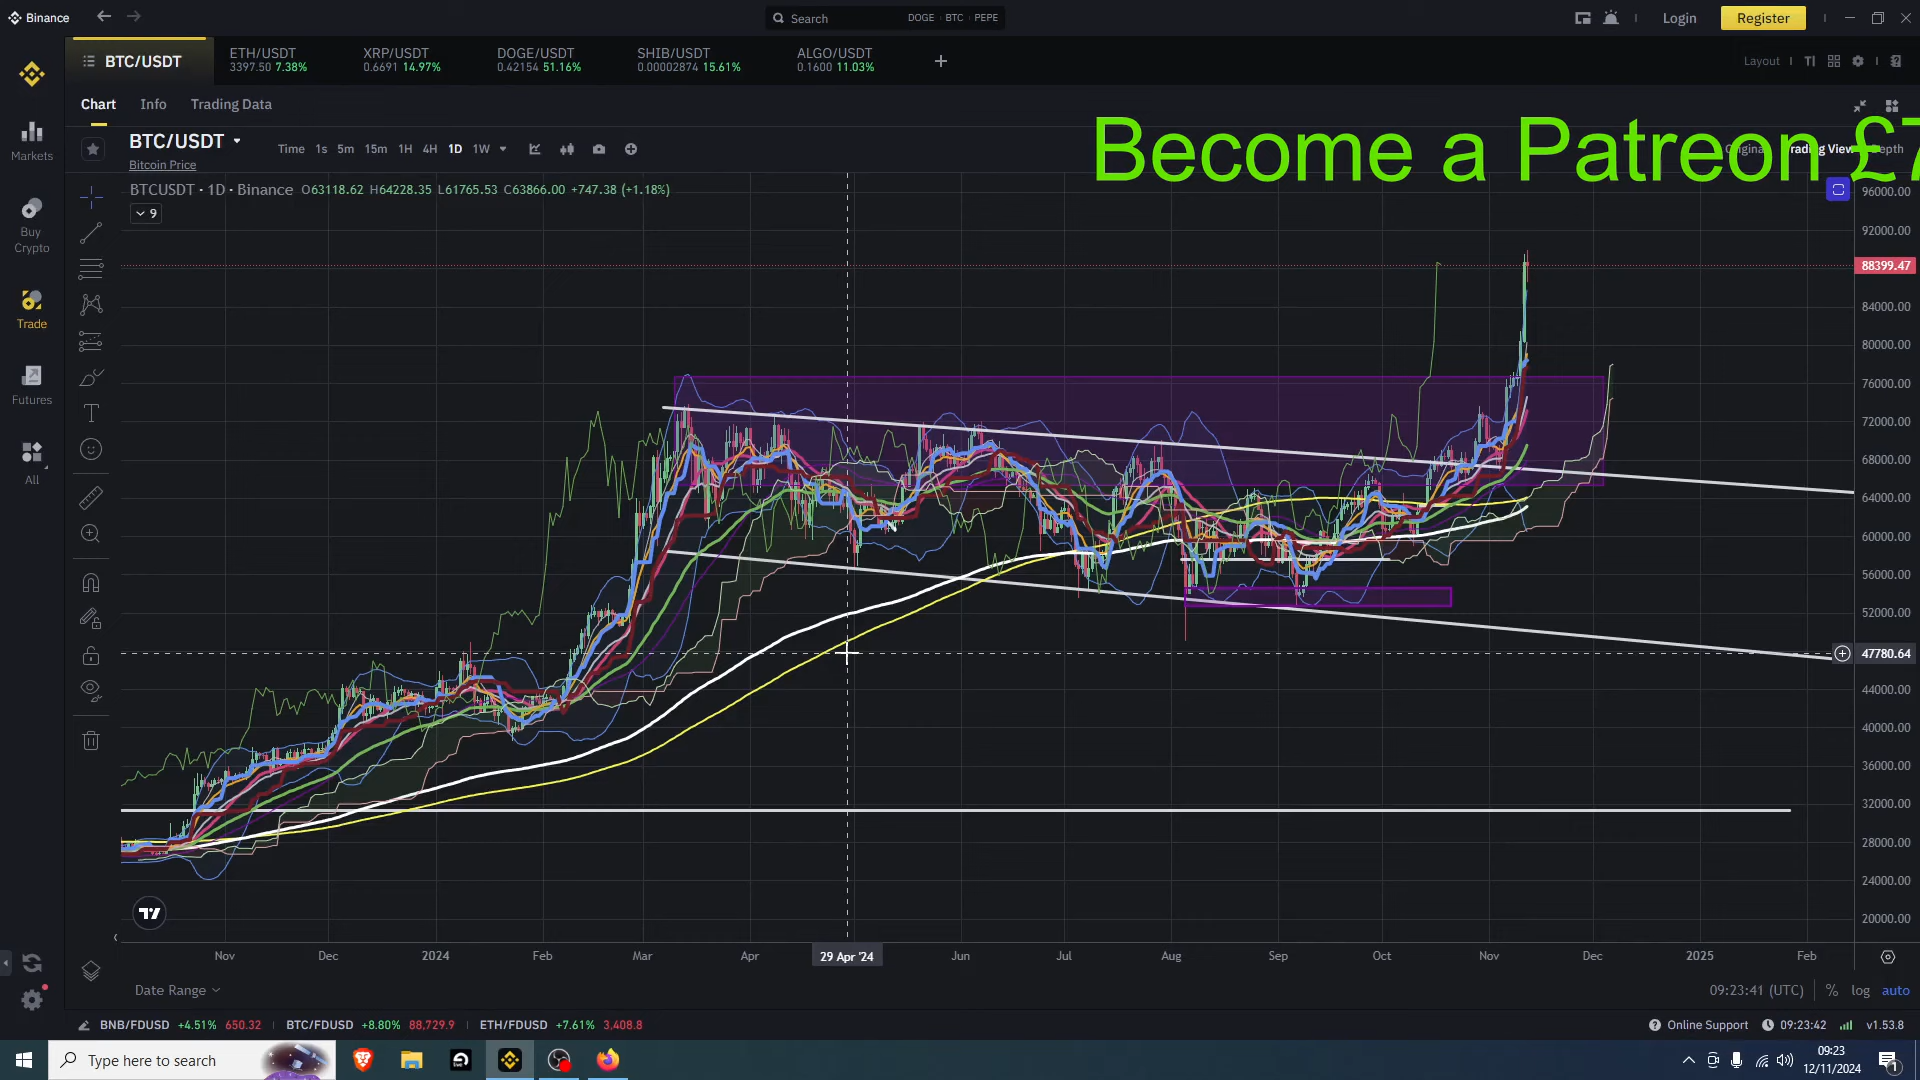 Binance
Search DOGE BTC PEPE
Login Register
BTC/USDT
ETH/USDT
3397.50 7.38%
XRP/USDT
0.6691 14.97%
DOGE/USDT
0.42154 51.16%
SHIB/USDT
0.00002874 15.61%
ALGO/USDT
0.1600 11.03%
Layout
Chart Info Trading Data
Markets
Buy
Crypto
Trade
Futures
All
BTC/USDT
Bitcoin Price
Time 1s 5m 15m 1H 4H 1D 1W
Become a Patreon £7
BTCUSDT · 1D · Binance O63118.62 H64228.35 L61765.53 C63866.00 +747.38 (+1.18%)
9
96000.00
92000.00
88399.47
84000.00
80000.00
76000.00
72000.00
68000.00
64000.00
60000.00
56000.00
52000.00
47780.64
44000.00
40000.00
36000.00
32000.00
28000.00
24000.00
20000.00
Nov Dec 2024 Feb Mar Apr 29 Apr '24 Jun Jul Aug Sep Oct Nov Dec 2025 Feb
Date Range
09:23:41 (UTC) % log auto
BNB/FDUSD +4.51% 650.32 BTC/FDUSD +8.80% 88,729.9 ETH/FDUSD +7.61% 3,408.8
Online Support 09:23:42 v1.53.8
Type here to search
09:23
12/11/2024
1